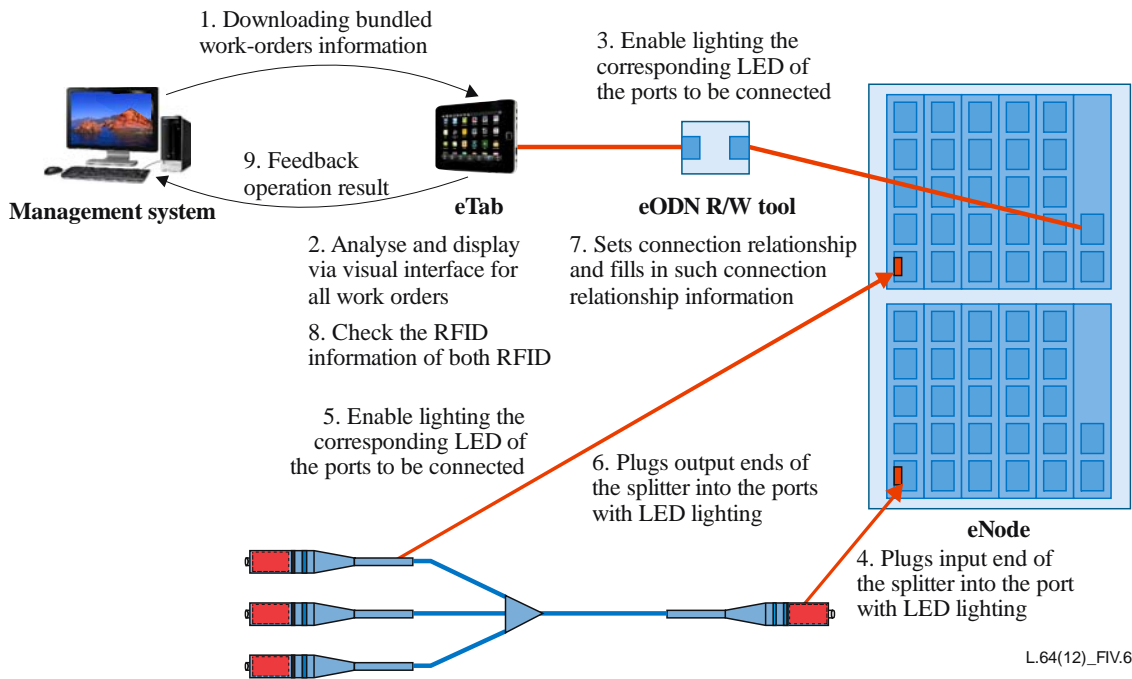 1. Downloading bundled
work-orders information
3. Enable lighting the
corresponding LED of
the ports to be connected
9. Feedback
operation result
Management system
eTab
eODN R/W tool
2. Analyse and display
via visual interface for
all work orders
7. Sets connection relationship
and fills in such connection
relationship information
8. Check the RFID
information of both RFID
5. Enable lighting the
corresponding LED of
the ports to be connected
6. Plugs output ends of
the splitter into the ports
with LED lighting
eNode
4. Plugs input end of
the splitter into the port
with LED lighting
L.64(12)_FIV.6